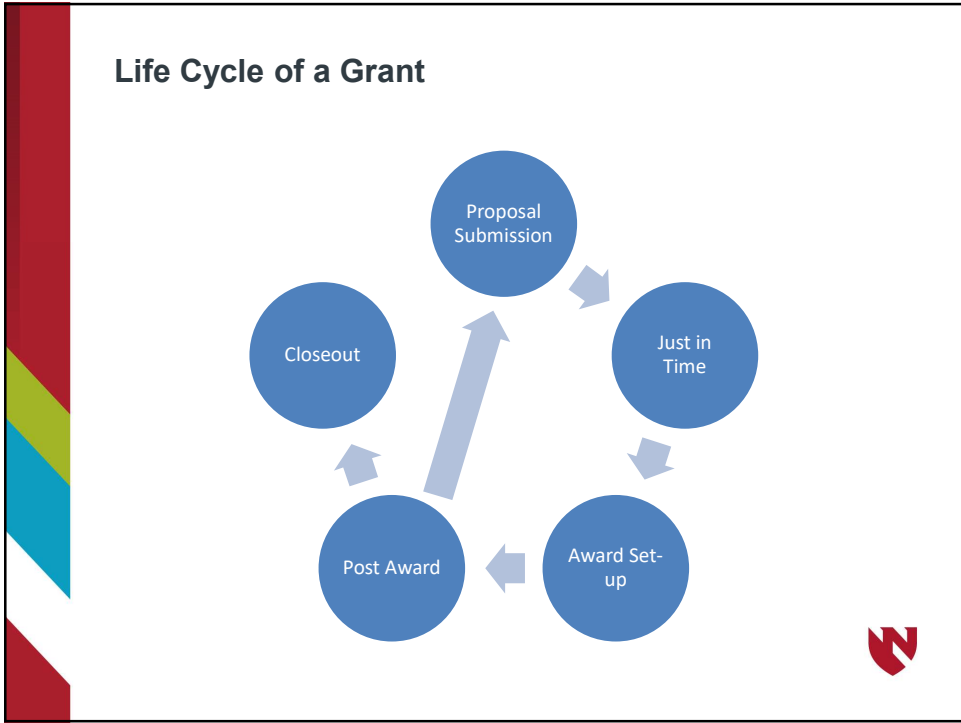 Life Cycle of a Grant
Proposal
Submission
Just in
Time
Award Set-
up
Post Award
Closeout